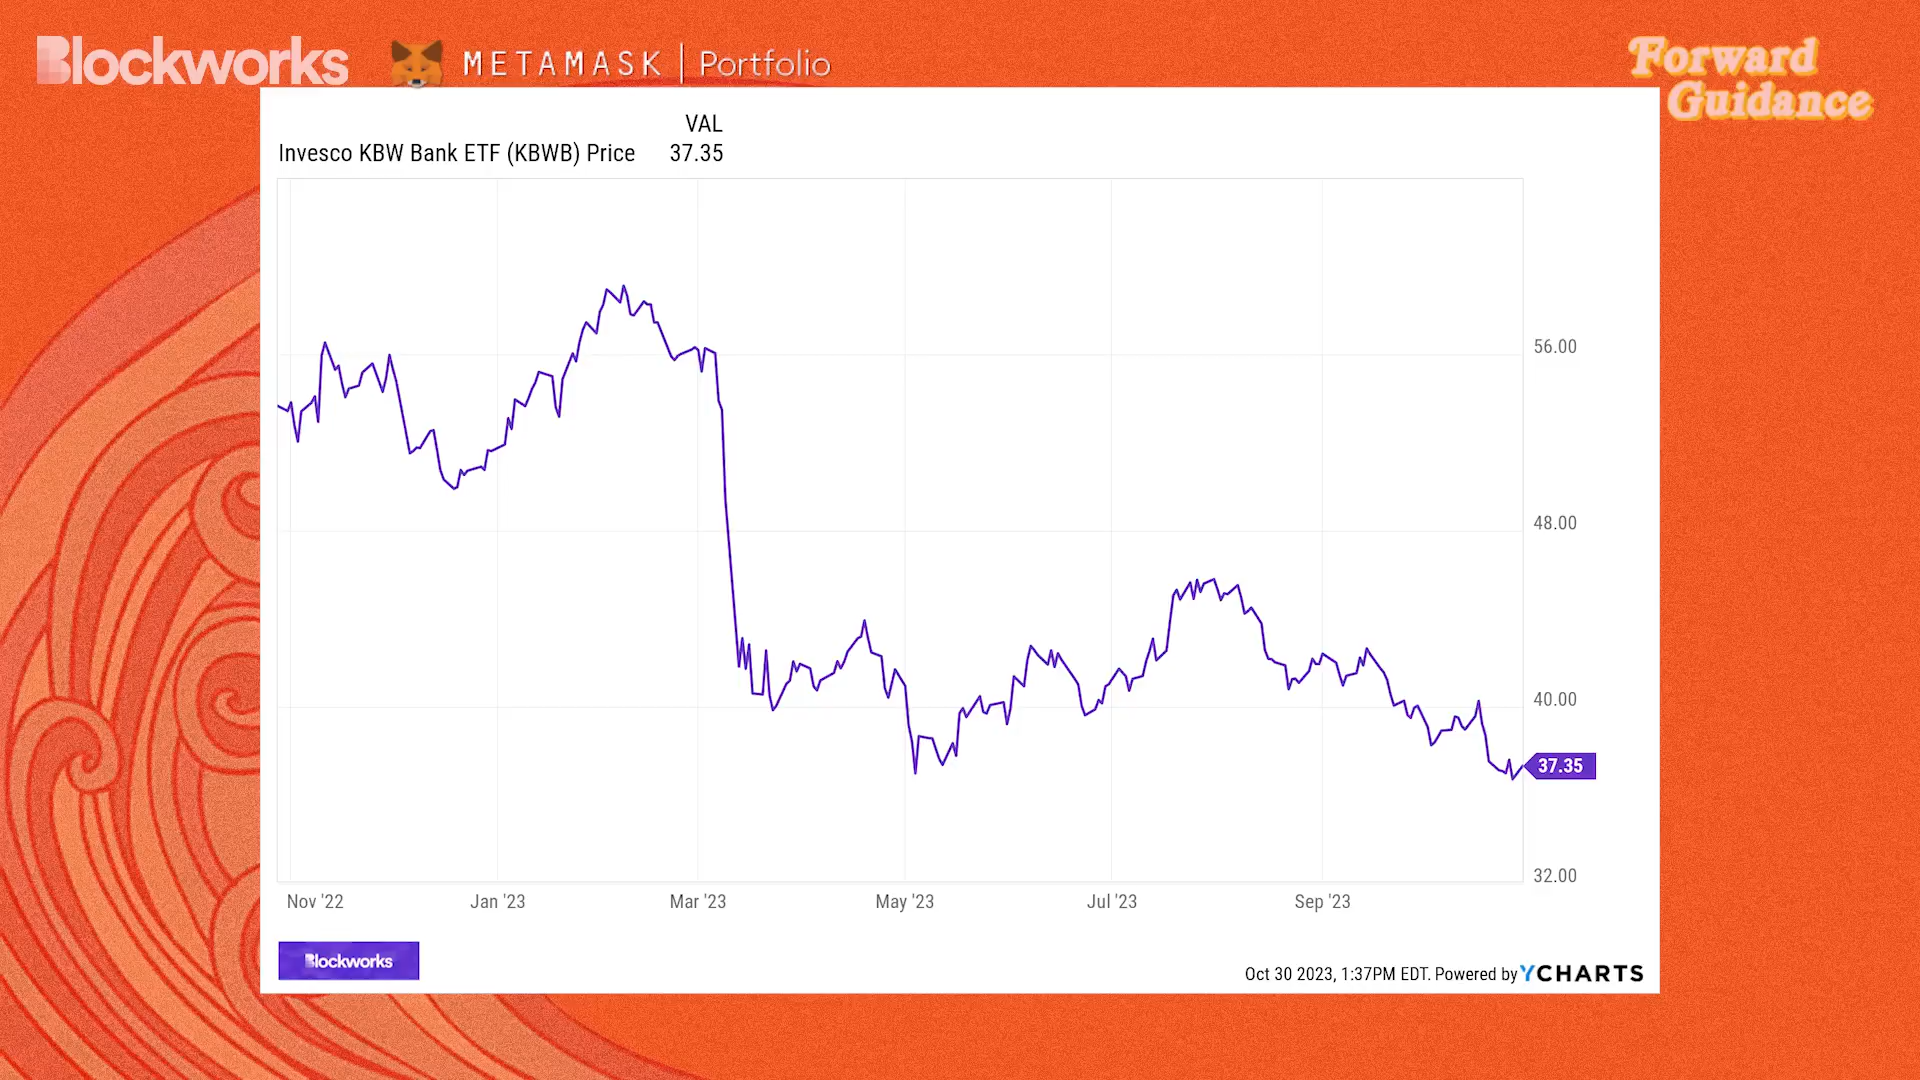 Blockworks
METAMASK | Portfolio
Forward
Guidance
VAL
Invesco KBW Bank ETF (KBWB) Price 37.35
56.00
48.00
40.00
37.35
32.00
Nov '22 Jan '23 Mar '23 May '23 Jul '23 Sep '23
Blockworks
Oct 30 2023, 1:37PM EDT. Powered by YCHARTS